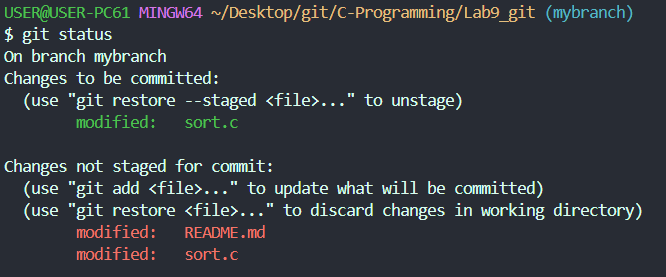 USER@USER-PC61 MINGW64 ~/Desktop/git/C-Programming/Lab9_git (mybranch)
$ git status
On branch mybranch
Changes to be committed:
  (use "git restore --staged <file>..." to unstage)
        modified:   sort.c

Changes not staged for commit:
  (use "git add <file>..." to update what will be committed)
  (use "git restore <file>..." to discard changes in working directory)
        modified:   README.md
        modified:   sort.c